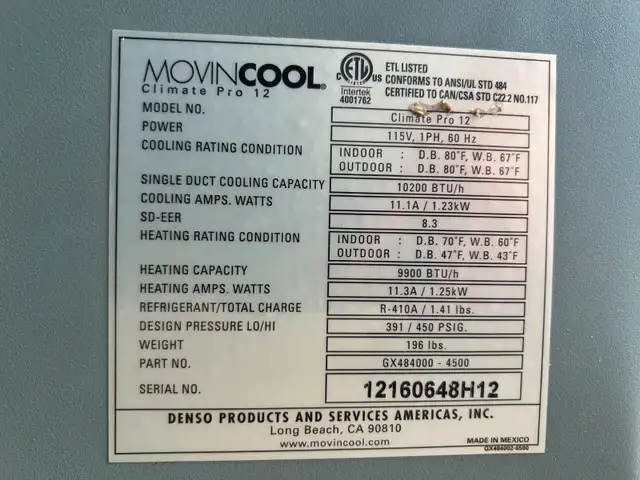 MOVINCOOL®
Climate Pro 12
ETL LISTED
CONFORMS TO ANSI/UL STD 484
CERTIFIED TO CAN/CSA STD C22.2 NO.117
C ETL US
LISTED
Intertek
4001762
MODEL NO. Climate Pro 12
POWER 115V, 1PH, 60 Hz
COOLING RATING CONDITION INDOOR : D.B. 80°F, W.B. 67°F
OUTDOOR : D.B. 80°F, W.B. 67°F
SINGLE DUCT COOLING CAPACITY 10200 BTU/h
COOLING AMPS. WATTS 11.1A / 1.23kW
SD-EER 8.3
HEATING RATING CONDITION INDOOR : D.B. 70°F, W.B. 60°F
OUTDOOR : D.B. 47°F, W.B. 43°F
HEATING CAPACITY 9900 BTU/h
HEATING AMPS. WATTS 11.3A / 1.25kW
REFRIGERANT/TOTAL CHARGE R-410A / 1.41 lbs.
DESIGN PRESSURE LO/HI 391 / 450 PSIG.
WEIGHT 196 lbs.
PART NO. GX484000 - 4500
SERIAL NO. 12160648H12
DENSO PRODUCTS AND SERVICES AMERICAS, INC.
Long Beach, CA 90810
www.movincool.com
MADE IN MEXICO
GX484002-8590